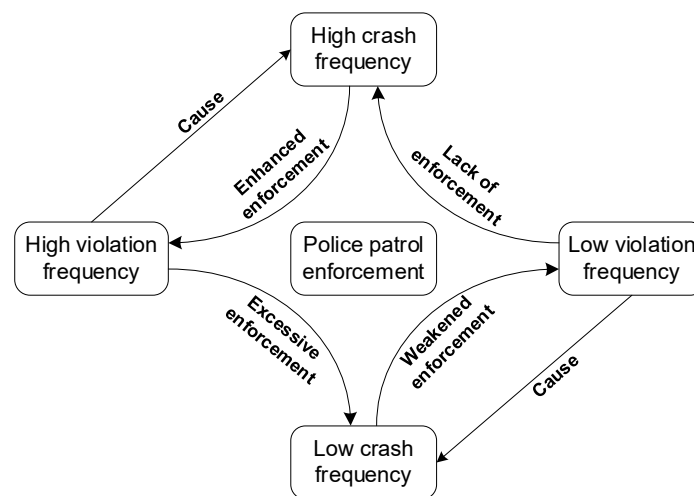 High crash
frequency
Cause
Enhanced
enforcement
Lack of
enforcement
High violation
frequency
Police patrol
enforcement
Low violation
frequency
Excessive
enforcement
Weakened
enforcement
Cause
Low crash
frequency